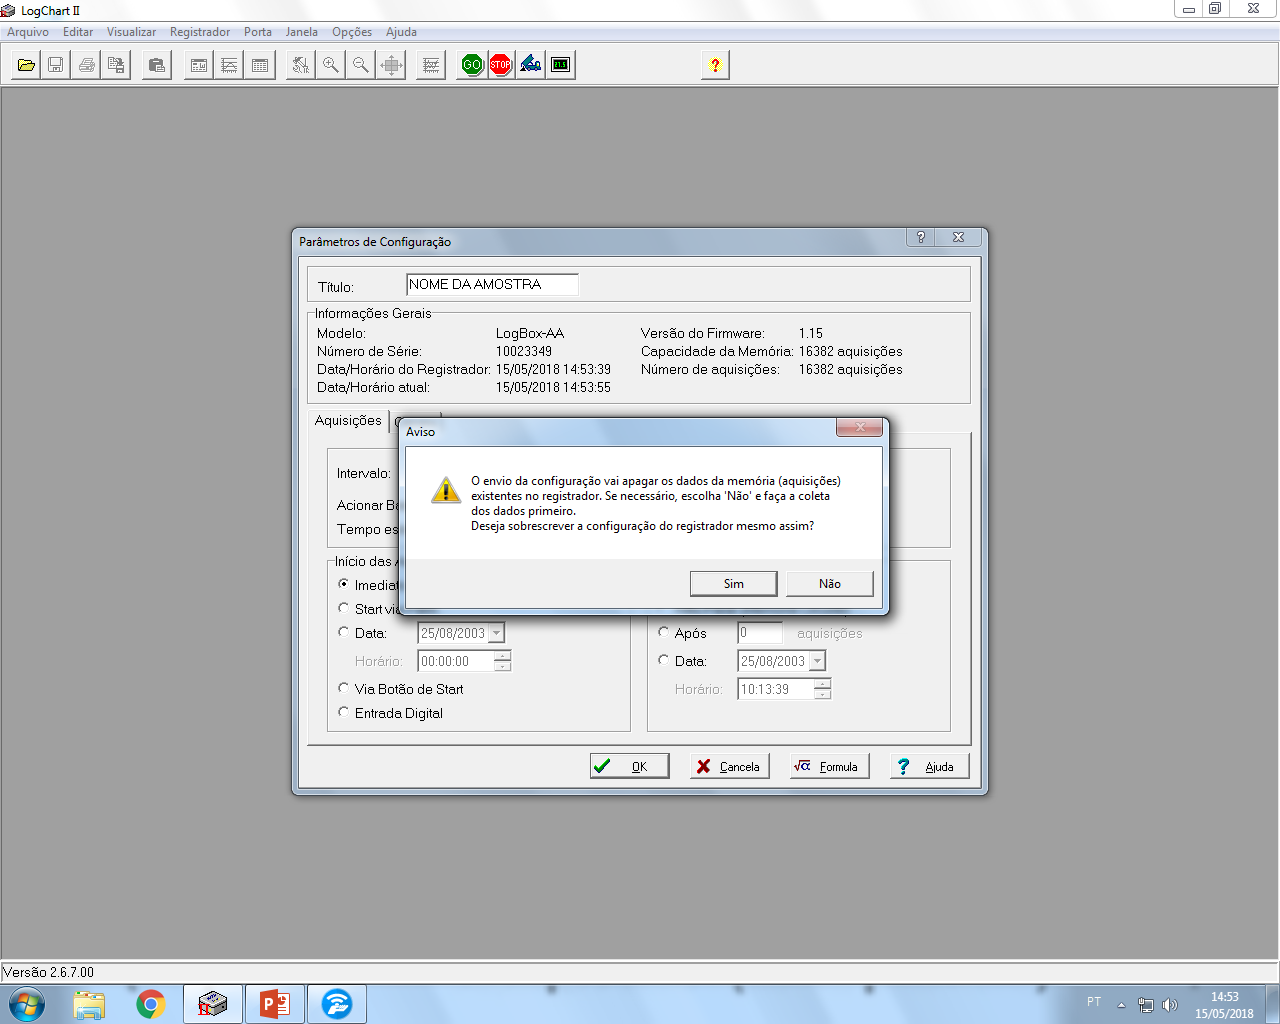 LogChart II
Arquivo Editar Visualizar Registrador Porta Janela Opções Ajuda
GO STOP 21.5 ?
Parâmetros de Configuração ?
Título: NOME DA AMOSTRA
Informações Gerais
Modelo: LogBox-AA Versão do Firmware: 1.15
Número de Série: 10023349 Capacidade da Memória: 16382 aquisições
Data/Horário do Registrador: 15/05/2018 14:53:39 Número de aquisições: 16382 aquisições
Data/Horário atual: 15/05/2018 14:53:55
Aquisições
Aviso
O envio da configuração vai apagar os dados da memória (aquisições)
existentes no registrador. Se necessário, escolha 'Não' e faça a coleta
dos dados primeiro.
Deseja sobrescrever a configuração do registrador mesmo assim?
Sim Não
Intervalo:
Acionar Ba
Tempo es
Início das A
Imediat
Start via
Data: 25/08/2003
Horário: 00:00:00
Via Botão de Start
Entrada Digital
Após 0 aquisições
Data: 25/08/2003
Horário: 10:13:39
OK Cancela √α Formula ? Ajuda
Versão 2.6.7.00
PT 14:53
15/05/2018